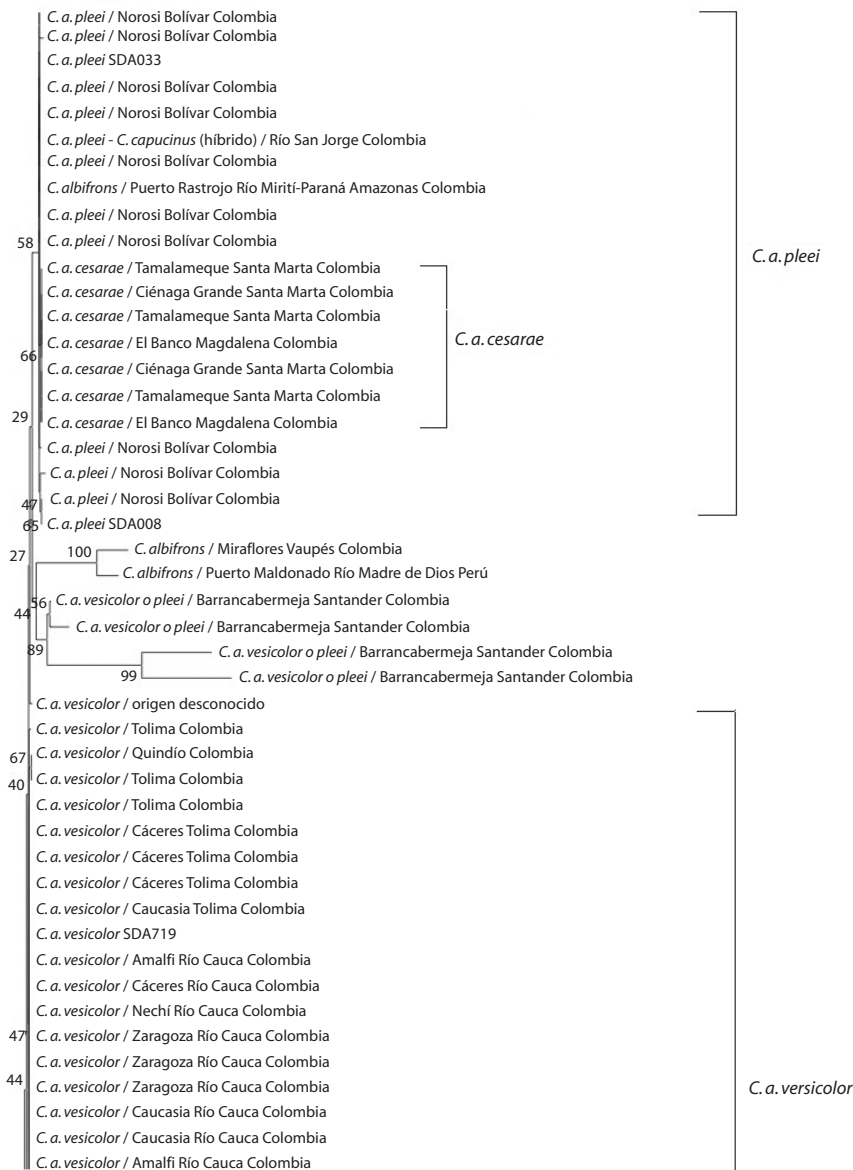 C. a. pleei / Norosi Bolívar Colombia
C. a. pleei / Norosi Bolívar Colombia
C. a. pleei SDA033
C. a. pleei / Norosi Bolívar Colombia
C. a. pleei / Norosi Bolívar Colombia
C. a. pleei - C. capucinus (híbrido) / Río San Jorge Colombia
C. a. pleei / Norosi Bolívar Colombia
C. albifrons / Puerto Rastrojo Río Mirití-Paraná Amazonas Colombia
C. a. pleei / Norosi Bolívar Colombia
58
C. a. pleei / Norosi Bolívar Colombia
C. a. pleei
C. a. cesarae / Tamalameque Santa Marta Colombia
C. a. cesarae / Ciénaga Grande Santa Marta Colombia
C. a. cesarae / Tamalameque Santa Marta Colombia
C. a. cesarae / El Banco Magdalena Colombia
C. a. cesarae
66
C. a. cesarae / Ciénaga Grande Santa Marta Colombia
C. a. cesarae / Tamalameque Santa Marta Colombia
29
C. a. cesarae / El Banco Magdalena Colombia
C. a. pleei / Norosi Bolívar Colombia
C. a. pleei / Norosi Bolívar Colombia
47
C. a. pleei / Norosi Bolívar Colombia
65
C. a. pleei SDA008
27
100
C. albifrons / Miraflores Vaupés Colombia
C. albifrons / Puerto Maldonado Río Madre de Dios Perú
56
C. a. vesicolor o pleei / Barrancabermeja Santander Colombia
44
C. a. vesicolor o pleei / Barrancabermeja Santander Colombia
89
C. a. vesicolor o pleei / Barrancabermeja Santander Colombia
99
C. a. vesicolor o pleei / Barrancabermeja Santander Colombia
C. a. vesicolor / origen desconocido
C. a. vesicolor / Tolima Colombia
67
C. a. vesicolor / Quindío Colombia
40
C. a. vesicolor / Tolima Colombia
C. a. vesicolor / Tolima Colombia
C. a. vesicolor / Cáceres Tolima Colombia
C. a. vesicolor / Cáceres Tolima Colombia
C. a. vesicolor / Cáceres Tolima Colombia
C. a. vesicolor / Caucasia Tolima Colombia
C. a. vesicolor SDA719
C. a. vesicolor / Amalfi Río Cauca Colombia
C. a. vesicolor / Cáceres Río Cauca Colombia
C. a. vesicolor / Nechí Río Cauca Colombia
47
C. a. vesicolor / Zaragoza Río Cauca Colombia
C. a. vesicolor / Zaragoza Río Cauca Colombia
44
C. a. vesicolor / Zaragoza Río Cauca Colombia
C. a. versicolor
C. a. vesicolor / Caucasia Río Cauca Colombia
C. a. vesicolor / Caucasia Río Cauca Colombia
C. a. vesicolor / Amalfi Río Cauca Colombia